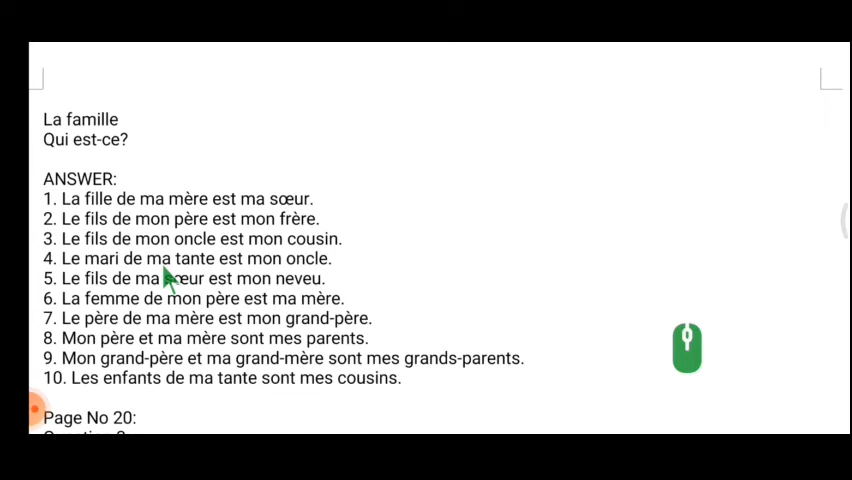 La famille
Qui est-ce?
ANSWER:
1. La fille de ma mère est ma sœur.
2. Le fils de mon père est mon frère.
3. Le fils de mon oncle est mon cousin.
4. Le mari de ma tante est mon oncle.
5. Le fils de ma sœur est mon neveu.
6. La femme de mon père est ma mère.
7. Le père de ma mère est mon grand-père.
8. Mon père et ma mère sont mes parents.
9. Mon grand-père et ma grand-mère sont mes grands-parents.
10. Les enfants de ma tante sont mes cousins.
Page No 20: